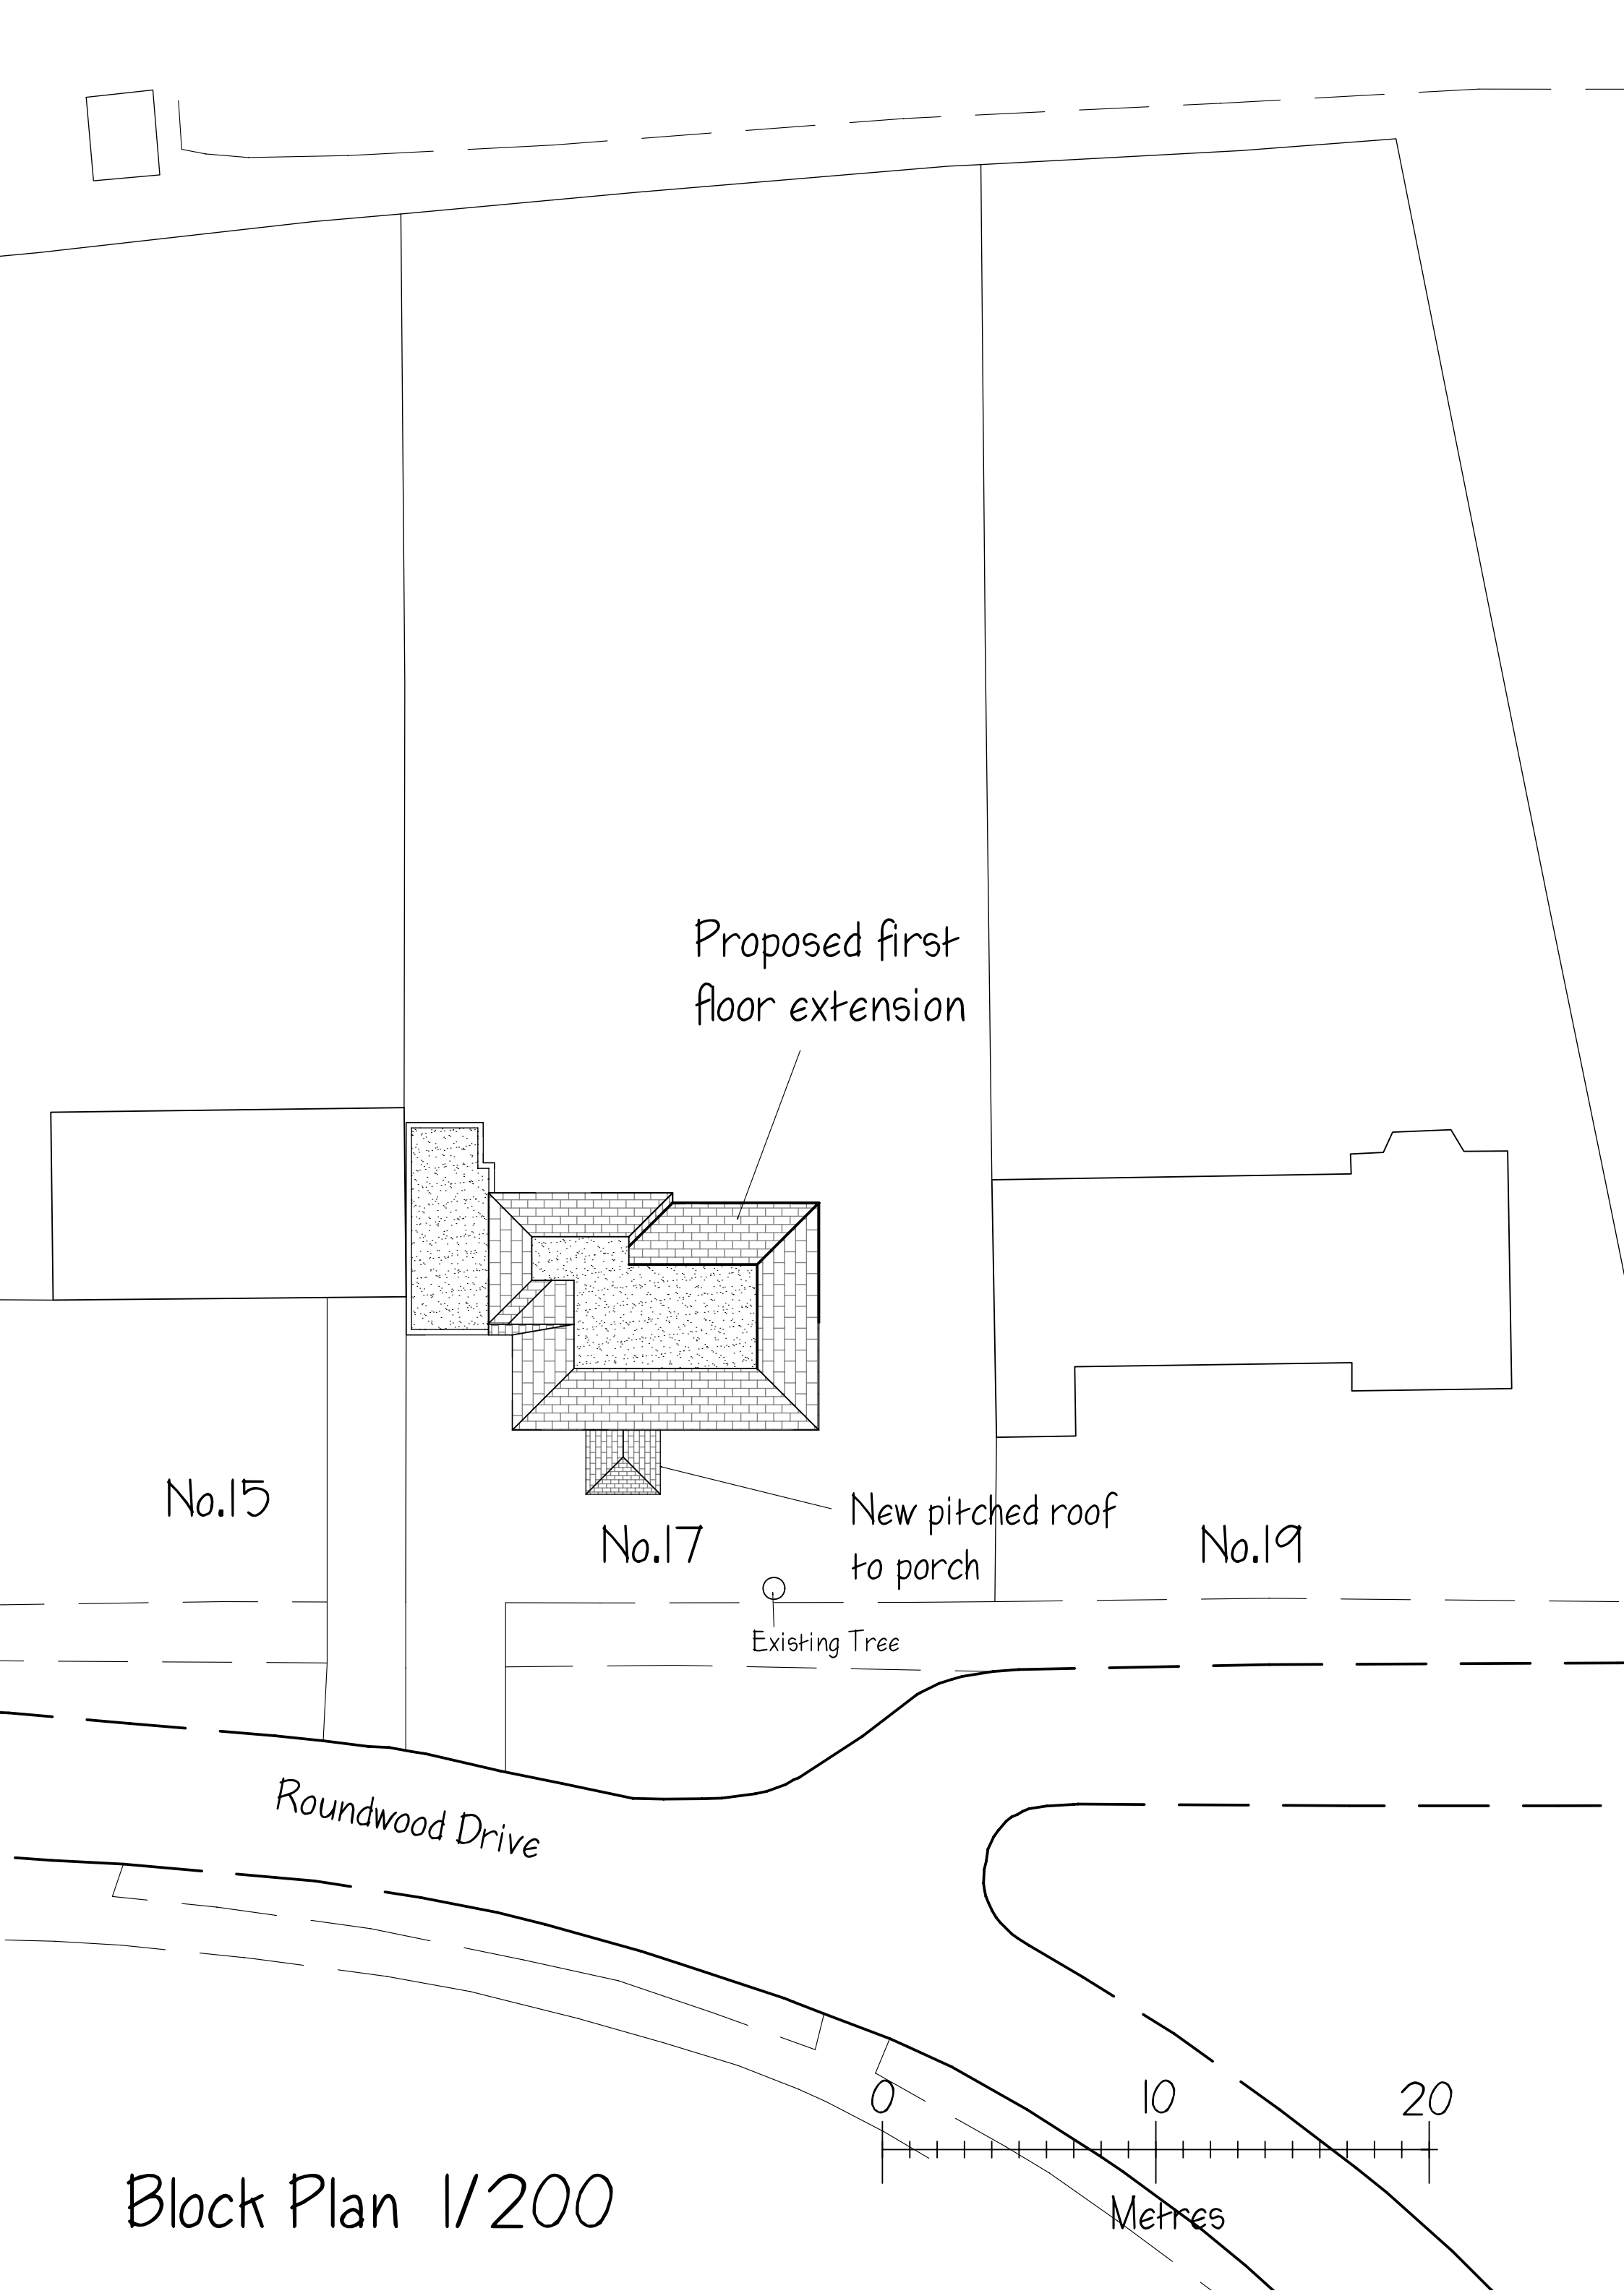 Proposed first
floor extension
No.15
New pitched roof
to porch
No.17
No.19
Existing Tree
Roundwood Drive
0 10 20
Metres
Block Plan 1/200